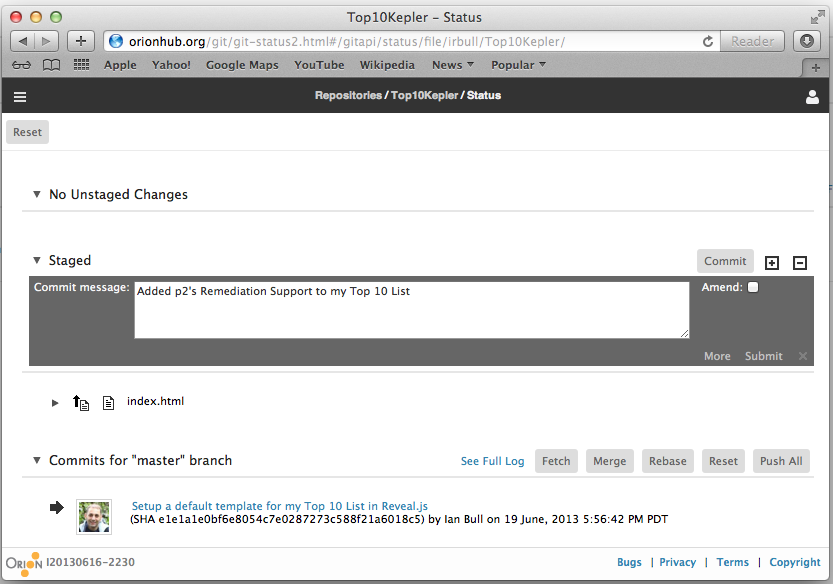 Top10Kepler – Status
orionhub.org/git/git-status2.html#/gitapi/status/file/irbull/Top10Kepler/
Reader
Apple Yahoo! Google Maps YouTube Wikipedia News Popular
Repositories / Top10Kepler / Status
Reset
No Unstaged Changes
Staged Commit
Commit message: Added p2's Remediation Support to my Top 10 List Amend:
More Submit
index.html
Commits for "master" branch See Full Log Fetch Merge Rebase Reset Push All
Setup a default template for my Top 10 List in Reveal.js
(SHA e1e1a1e0bf6e8054c7e0287273c588f21a6018c5) by Ian Bull on 19 June, 2013 5:56:42 PM PDT
ORION I20130616-2230 Bugs | Privacy | Terms | Copyright